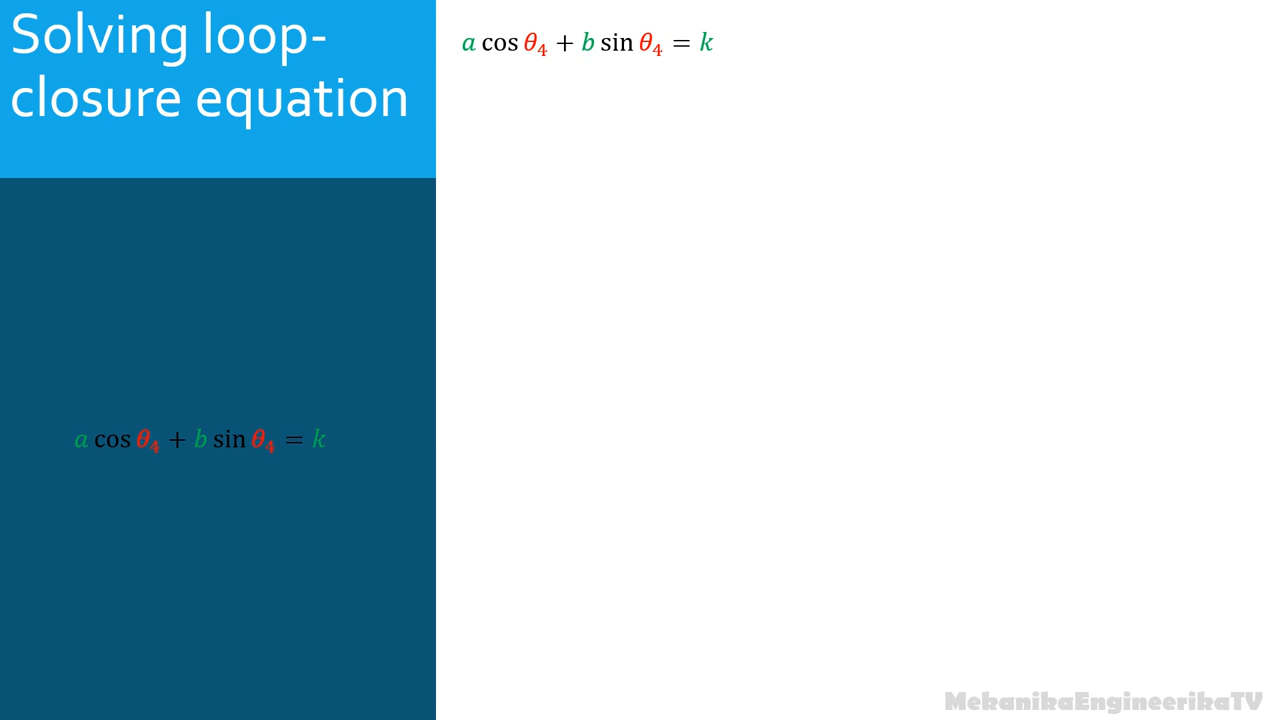 Solving loop-
closure equation
a cos θ₄ + b sin θ₄ = k
a cos θ₄ + b sin θ₄ = k
MekanikaEngineerikaTV